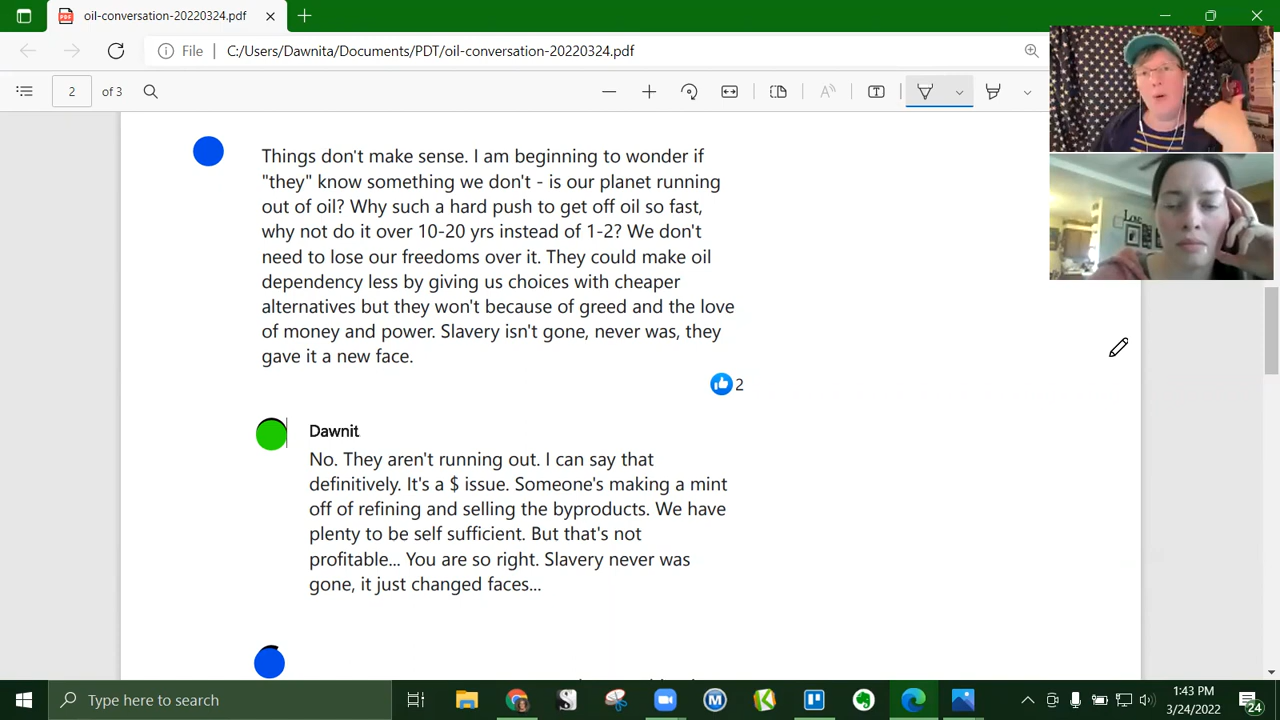 oil-conversation-20220324.pdf
File
C:/Users/Dawnita/Documents/PDT/oil-conversation-20220324.pdf
2
of 3
Things don't make sense. I am beginning to wonder if
"they" know something we don't - is our planet running
out of oil? Why such a hard push to get off oil so fast,
why not do it over 10-20 yrs instead of 1-2? We don't
need to lose our freedoms over it. They could make oil
dependency less by giving us choices with cheaper
alternatives but they won't because of greed and the love
of money and power. Slavery isn't gone, never was, they
gave it a new face.
2
Dawnit
No. They aren't running out. I can say that
definitively. It's a $ issue. Someone's making a mint
off of refining and selling the byproducts. We have
plenty to be self sufficient. But that's not
profitable... You are so right. Slavery never was
gone, it just changed faces...
Type here to search
1:43 PM
3/24/2022
24